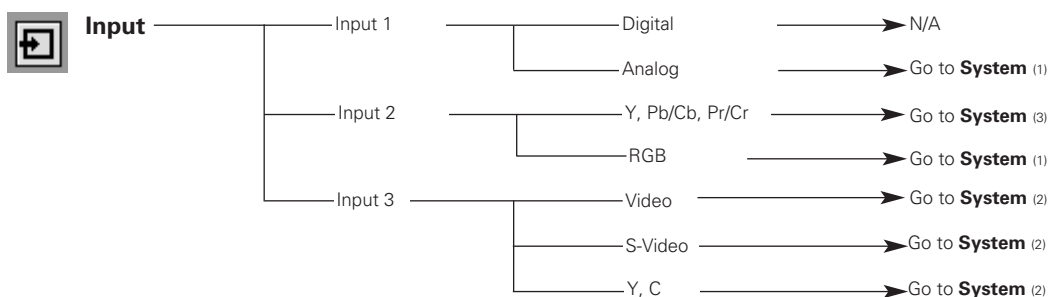 Input Input 1 Digital N/A
Analog Go to System (1)
Input 2 Y, Pb/Cb, Pr/Cr Go to System (3)
RGB Go to System (1)
Input 3 Video Go to System (2)
S-Video Go to System (2)
Y, C Go to System (2)